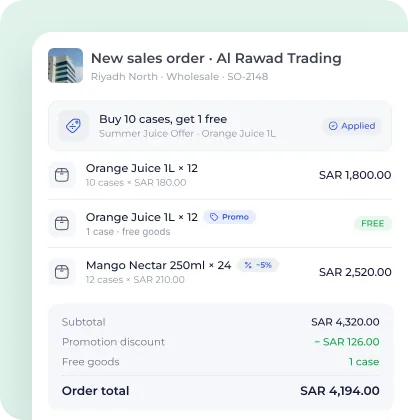 New sales order · Al Rawad Trading
Riyadh North · Wholesale · SO-2148
Buy 10 cases, get 1 free
Summer Juice Offer · Orange Juice 1L
Applied
Orange Juice 1L × 12
10 cases × SAR 180.00
SAR 1,800.00
Orange Juice 1L × 12 Promo
1 case · free goods
FREE
Mango Nectar 250ml × 24 −5%
12 cases × SAR 210.00
SAR 2,520.00
Subtotal SAR 4,320.00
Promotion discount − SAR 126.00
Free goods 1 case
Order total SAR 4,194.00